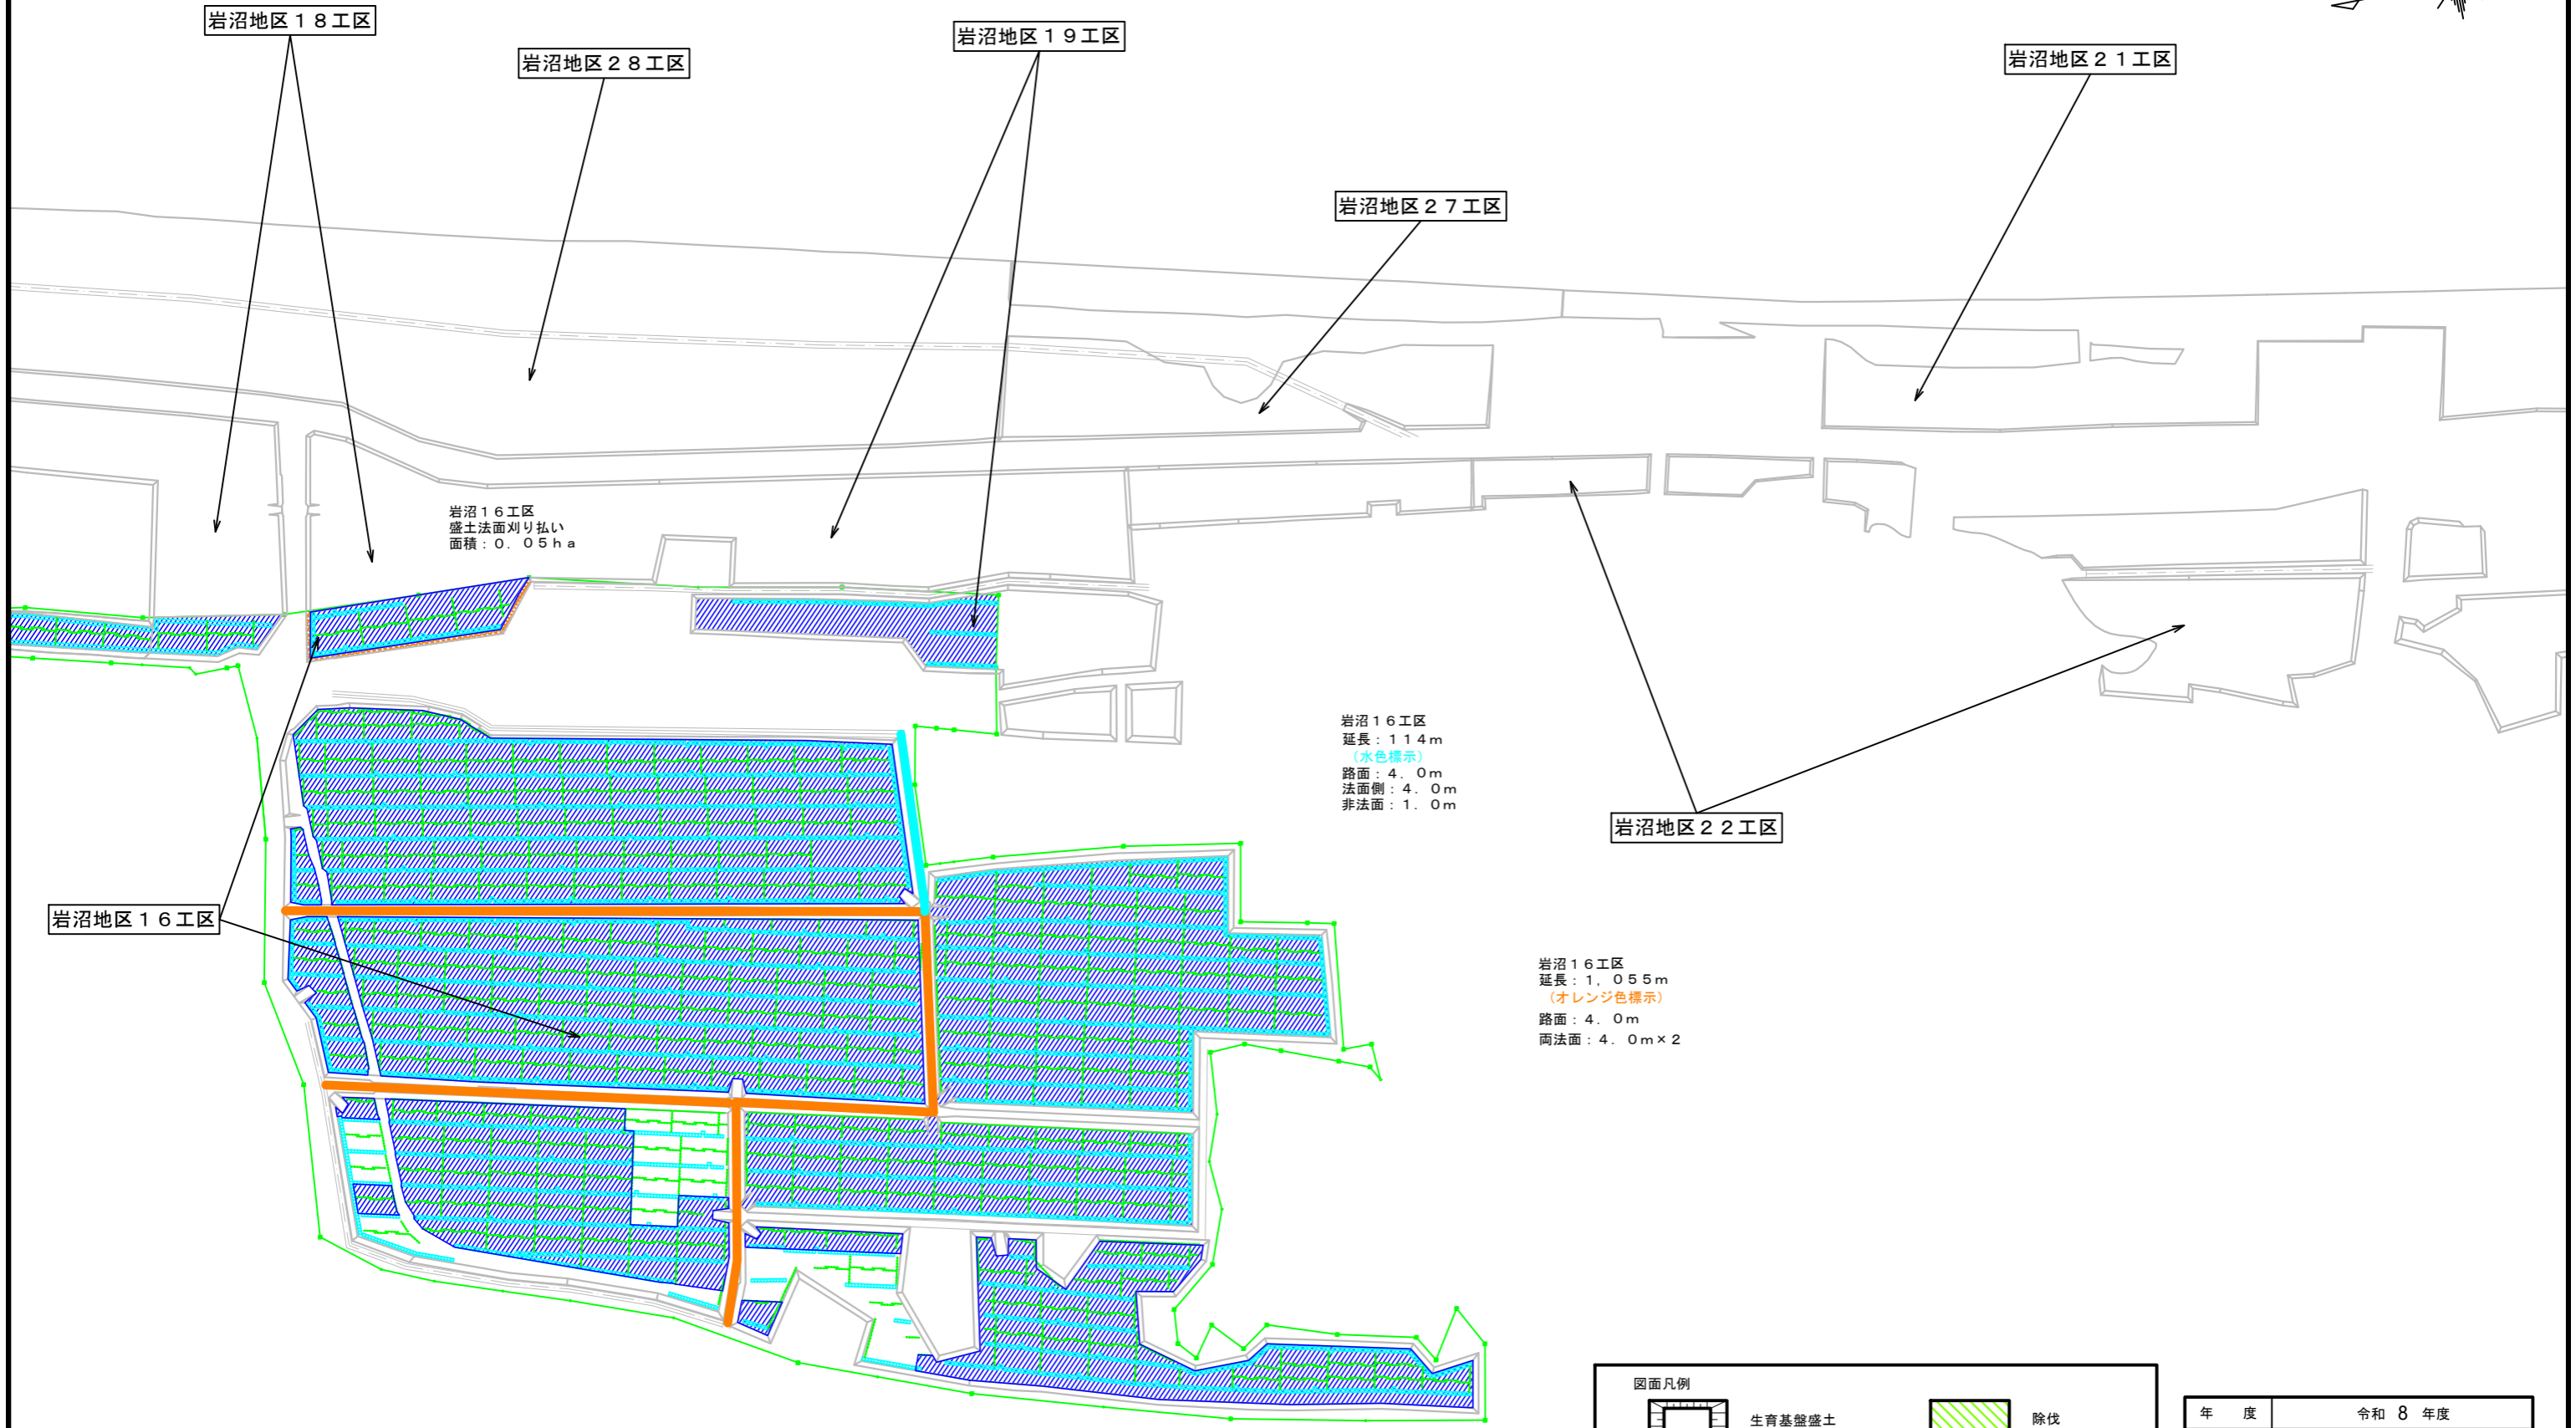 岩沼地区１８工区
岩沼地区２８工区
岩沼地区１９工区
岩沼地区２１工区
岩沼地区２７工区
岩沼１６工区
盛土法面刈り払い
面積：０．０５ｈａ
岩沼１６工区
延長：１１４ｍ
（水色標示）
路面：４．０ｍ
法面側：４．０ｍ
非法面：１．０ｍ
岩沼地区２２工区
岩沼地区１６工区
岩沼１６工区
延長：１，０５５ｍ
（オレンジ色標示）
路面：４．０ｍ
両法面：４．０ｍ×２
図面凡例
生育基盤盛土
除伐
年　度　令和 8 年度